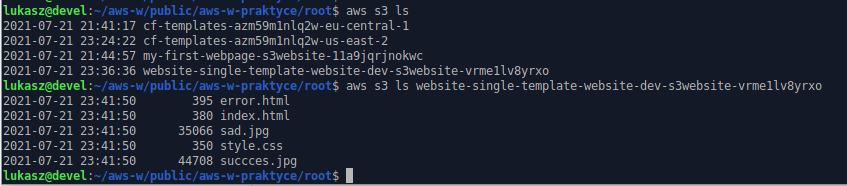 lukasz@devel:~/aws-w/public/aws-w-praktyce/root$ aws s3 ls
2021-07-21 21:41:17 cf-templates-azm59m1nlq2w-eu-central-1
2021-07-21 23:24:22 cf-templates-azm59m1nlq2w-us-east-2
2021-07-21 21:44:57 my-first-webpage-s3website-11a9jqrjnokwc
2021-07-21 23:36:36 website-single-template-website-dev-s3website-vrme1lv8yrxo
lukasz@devel:~/aws-w/public/aws-w-praktyce/root$ aws s3 ls website-single-template-website-dev-s3website-vrme1lv8yrxo
2021-07-21 23:41:50        395 error.html
2021-07-21 23:41:50        380 index.html
2021-07-21 23:41:50      35066 sad.jpg
2021-07-21 23:41:50        350 style.css
2021-07-21 23:41:50      44708 succces.jpg
lukasz@devel:~/aws-w/public/aws-w-praktyce/root$